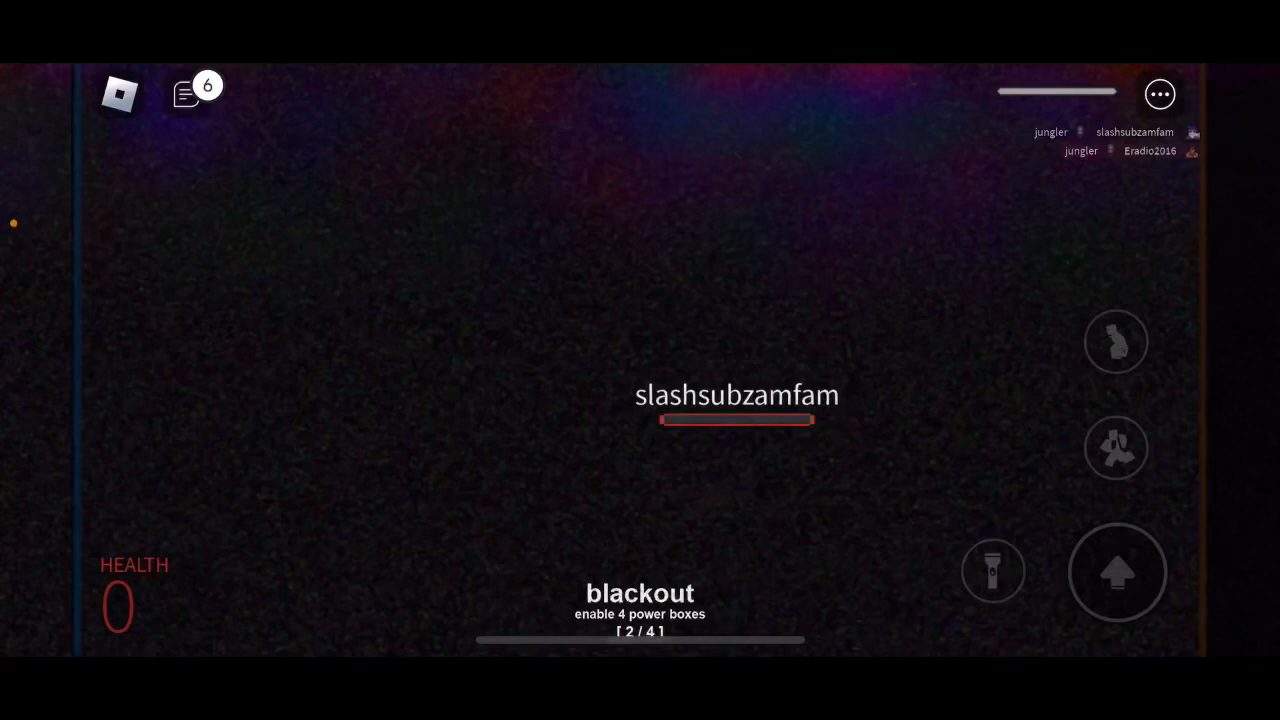 6
jungler slashsubzamfam
jungler Eradio2016
slashsubzamfam
HEALTH
0
blackout
enable 4 power boxes
[ 2 / 4 ]